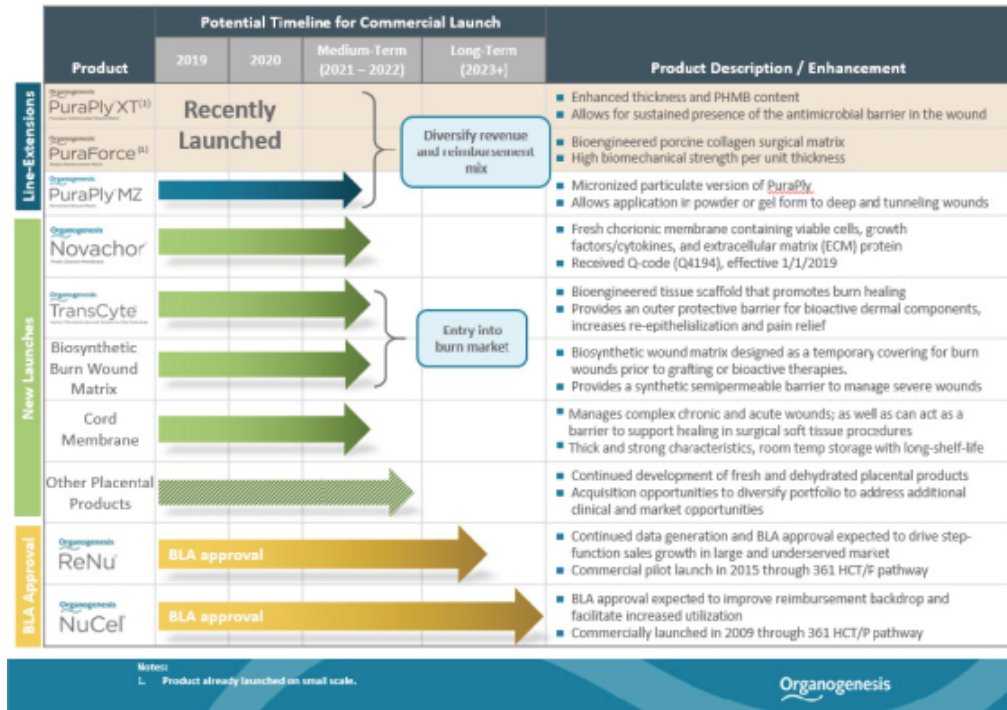 Potential Timeline for Commercial Launch
Product
2019
2020
Medium-Term
(2021 – 2022)
Long-Term
(2023+]
Product Description / Enhancement
Line-Extensions
Organogenesis
PuraPly XT(1)
Recently
Launched
Diversify revenue
and reimbursement
mix
Enhanced thickness and PHMB content
Allows for sustained presence of the antimicrobial barrier in the wound
Organogenesis
PuraForce(1)
Bioengineered porcine collagen surgical matrix
High biomechanical strength per unit thickness
Organogenesis
PuraPly MZ
Micronized particulate version of PuraPly
Allows application in powder or gel form to deep and tunneling wounds
New Launches
Organogenesis
Novachor
Fresh chorionic membrane containing viable cells, growth
factors/cytokines, and extracellular matrix (ECM) protein
Received Q-code (Q4194), effective 1/1/2019
Organogenesis
TransCyte
Entry into
burn market
Bioengineered tissue scaffold that promotes burn healing
Provides an outer protective barrier for bioactive dermal components,
increases re-epithelialization and pain relief
Biosynthetic
Burn Wound
Matrix
Biosynthetic wound matrix designed as a temporary covering for burn
wounds prior to grafting or bioactive therapies.
Provides a synthetic semipermeable barrier to manage severe wounds
Cord
Membrane
Manages complex chronic and acute wounds; as well as can act as a
barrier to support healing in surgical soft tissue procedures
Thick and strong characteristics, room temp storage with long-shelf-life
Other Placental
Products
Continued development of fresh and dehydrated placental products
Acquisition opportunities to diversify portfolio to address additional
clinical and market opportunities
BLA Approval
Organogenesis
ReNu
BLA approval
Continued data generation and BLA approval expected to drive step-
function sales growth in large and underserved market
Commercial pilot launch in 2015 through 361 HCT/P pathway
Organogenesis
NuCel
BLA approval
BLA approval expected to improve reimbursement backdrop and
facilitate increased utilization
Commercially launched in 2009 through 361 HCT/P pathway
Notes:
1. Product already launched on small scale.
Organogenesis